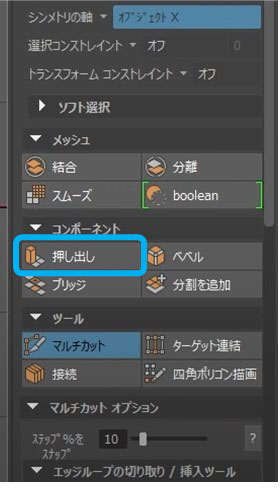 シンメトリの軸 オブジェクト X
選択コンストレイント オフ 0
トランスフォーム コンストレイント オフ
ソフト選択
メッシュ
結合 分離
スムーズ boolean
コンポーネント
押し出し ベベル
ブリッジ 分割を追加
ツール
マルチカット ターゲット連結
接続 四角ポリゴン描画
マルチカット オプション
ステップ%を 10 ?
スナップ
エッジループの切り取り / 挿入ツール